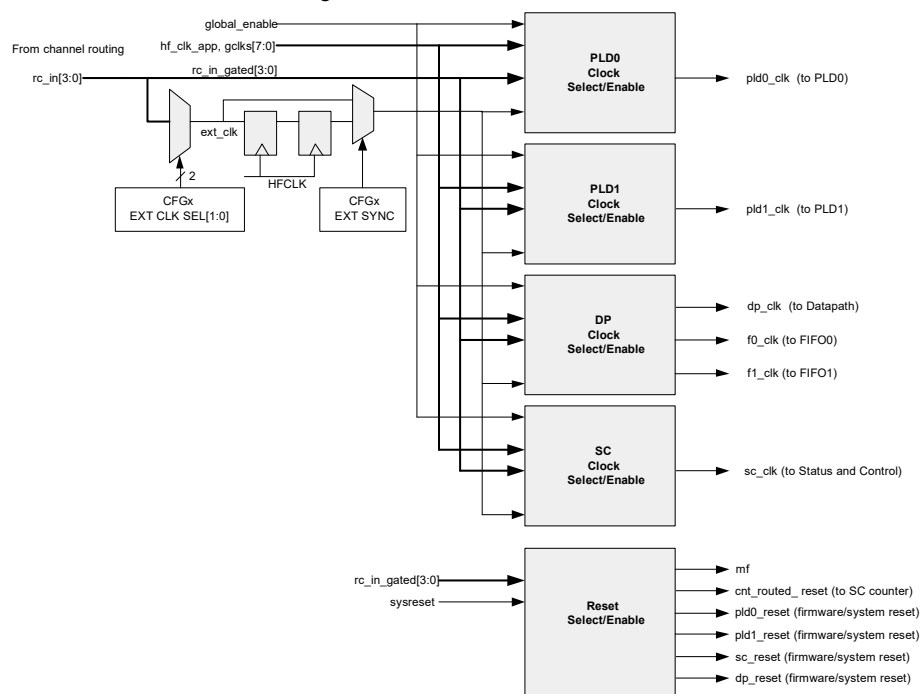 global_enable
From channel routing
hf_clk_app, gclks[7:0]
rc_in[3:0]
rc_in_gated[3:0]
PLD0
Clock
Select/Enable
pld0_clk (to PLD0)
ext_clk
2
HFCLK
CFGx
EXT CLK SEL[1:0]
CFGx
EXT SYNC
PLD1
Clock
Select/Enable
pld1_clk (to PLD1)
DP
Clock
Select/Enable
dp_clk (to Datapath)
f0_clk (to FIFO0)
f1_clk (to FIFO1)
SC
Clock
Select/Enable
sc_clk (to Status and Control)
rc_in_gated[3:0]
sysreset
Reset
Select/Enable
mf
cnt_routed_ reset (to SC counter)
pld0_reset (firmware/system reset)
pld1_reset (firmware/system reset)
sc_reset (firmware/system reset)
dp_reset (firmware/system reset)